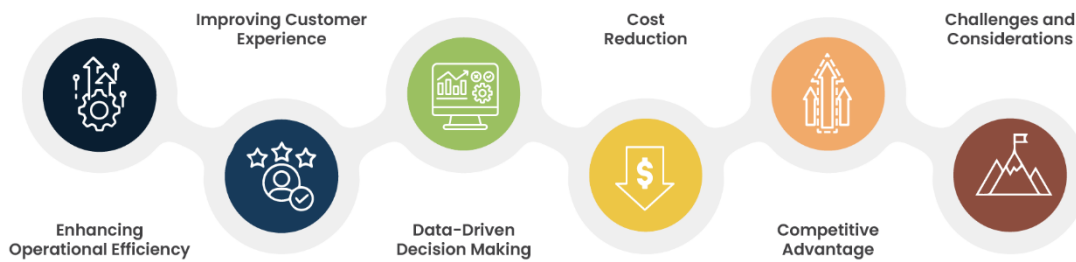 Improving Customer
Experience
Cost
Reduction
Challenges and
Considerations
$
Enhancing
Operational Efficiency
Data-Driven
Decision Making
Competitive
Advantage